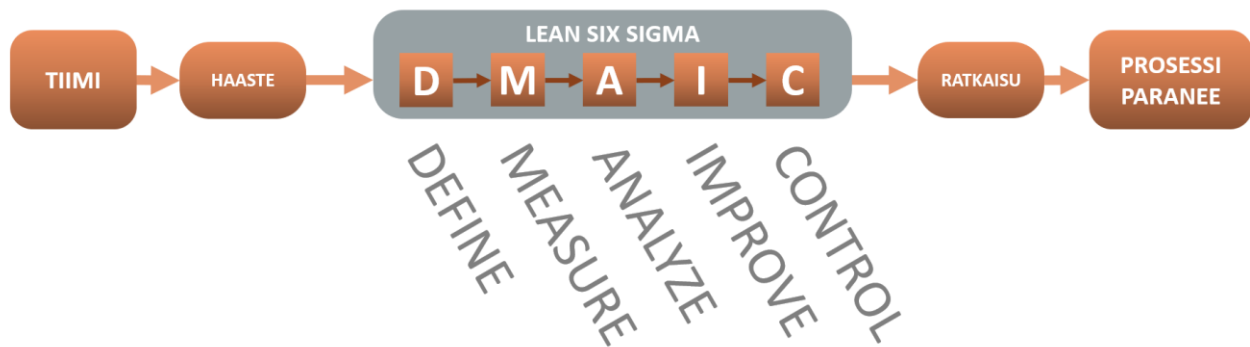 TIIMI
HAASTE
LEAN SIX SIGMA
D M A I C
DEFINE
MEASURE
ANALYZE
IMPROVE
CONTROL
RATKAISU
PROSESSI
PARANEE